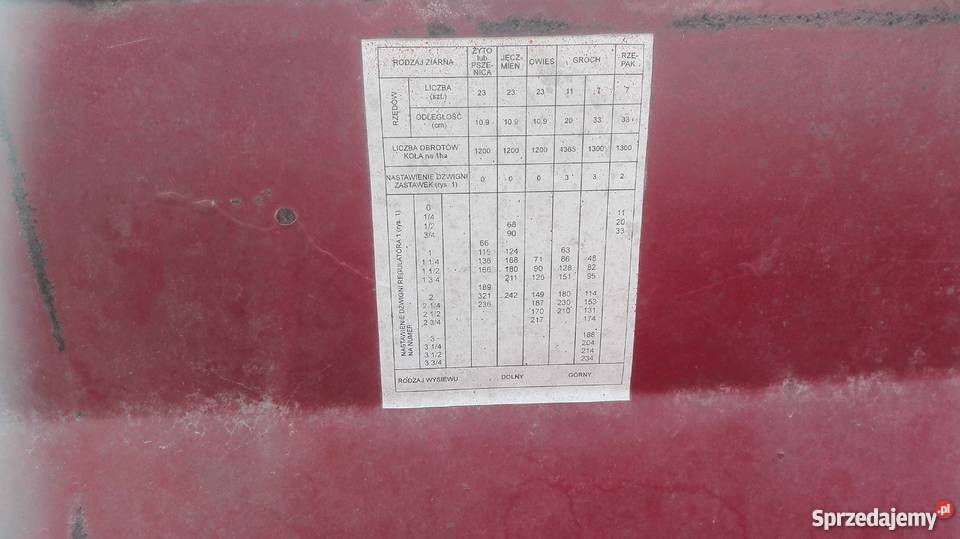 RODZAJ ZIARNA ŻYTO lub PSZE-NICA JĘCZ-MIEŃ OWIES GROCH RZE-PAK
RZĘDÓW
LICZBA (szt.) 23 23 23 11 7 7
ODLEGŁOŚĆ (cm) 10.9 10.9 10.9 20 33 33
LICZBA OBROTÓW KOŁA na 1ha 1200 1200 1200 1365 1300 1300
NASTAWIENIE DŹWIGNI ZASTAWEK (rys. 1) 0 0 0 3 3 2
NASTAWIENIE DŹWIGNI REGULATORA 1 (rys. 1) NA NUMER:
0 11
1/4 20
1/2 68 33
3/4 90
66
1 115 124 63
1 1/4 136 168 71 86 48
1 1/2 166 180 90 128 82
1 3/4 211 125 151 95
189
2 321 242 149 180 114
2 1/4 236 187 230 153
2 1/2 170 210 131
2 3/4 217 174
3 188
3 1/4 204
3 1/2 214
3 3/4 234
RODZAJ WYSIEWU DOLNY GÓRNY
Sprzedajemy.pl